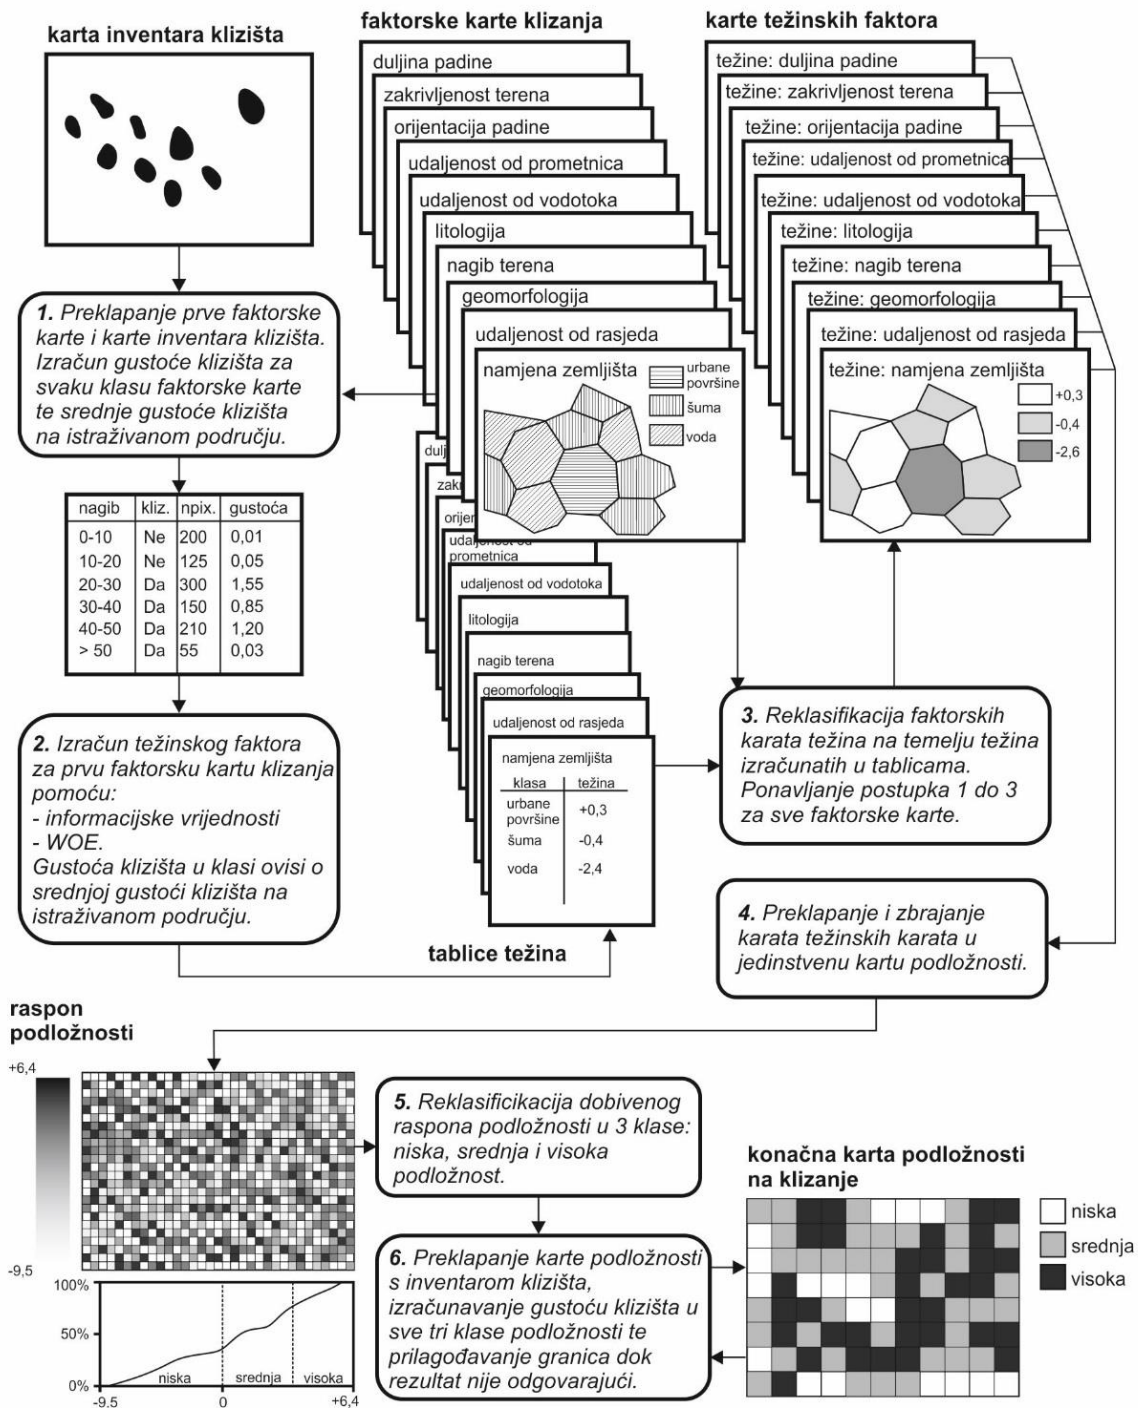 karta inventara klizišta
faktorske karte klizanja
duljina padine
zakrivljenost terena
orijentacija padine
udaljenost od prometnica
udaljenost od vodotoka
litologija
nagib terena
geomorfologija
udaljenost od rasjeda
namjena zemljišta
urbane
površine
šuma
voda
karte težinskih faktora
težine: duljina padine
težine: zakrivljenost terena
težine: orijentacija padine
težine: udaljenost od prometnica
težine: udaljenost od vodotoka
težine: litologija
težine: nagib terena
težine: geomorfologija
težine: udaljenost od rasjeda
težine: namjena zemljišta
+0,3
-0,4
-2,6
1. Preklapanje prve faktorske
karte i karte inventara klizišta.
Izračun gustoće klizišta za
svaku klasu faktorske karte
te srednje gustoće klizišta
na istraživanom području.
nagib kliz. npix. gustoća
0-10 Ne 200 0,01
10-20 Ne 125 0,05
20-30 Da 300 1,55
30-40 Da 150 0,85
40-50 Da 210 1,20
> 50 Da 55 0,03
2. Izračun težinskog faktora
za prvu faktorsku kartu klizanja
pomoću:
- informacijske vrijednosti
- WOE.
Gustoća klizišta u klasi ovisi o
srednjoj gustoći klizišta na
istraživanom području.
dulj
zak
orije
udaljenost od
prometnica
udaljenost od vodotoka
litologija
nagib terena
geomorfologija
udaljenost od rasjeda
namjena zemljišta
klasa težina
urbane
površine +0,3
šuma -0,4
voda -2,4
tablice težina
3. Reklasifikacija faktorskih
karata težina na temelju težina
izračunatih u tablicama.
Ponavljanje postupka 1 do 3
za sve faktorske karte.
4. Preklapanje i zbrajanje
karata težinskih karata u
jedinstvenu kartu podložnosti.
raspon
podložnosti
+6,4
-9,5
100%
50%
0%
niska srednja visoka
-9.5 0 +6,4
5. Reklasificikacija dobivenog
raspona podložnosti u 3 klase:
niska, srednja i visoka
podložnost.
6. Preklapanje karte podložnosti
s inventarom klizišta,
izračunavanje gustoću klizišta u
sve tri klase podložnosti te
prilagođavanje granica dok
rezultat nije odgovarajući.
konačna karta podložnosti
na klizanje
niska
srednja
visoka